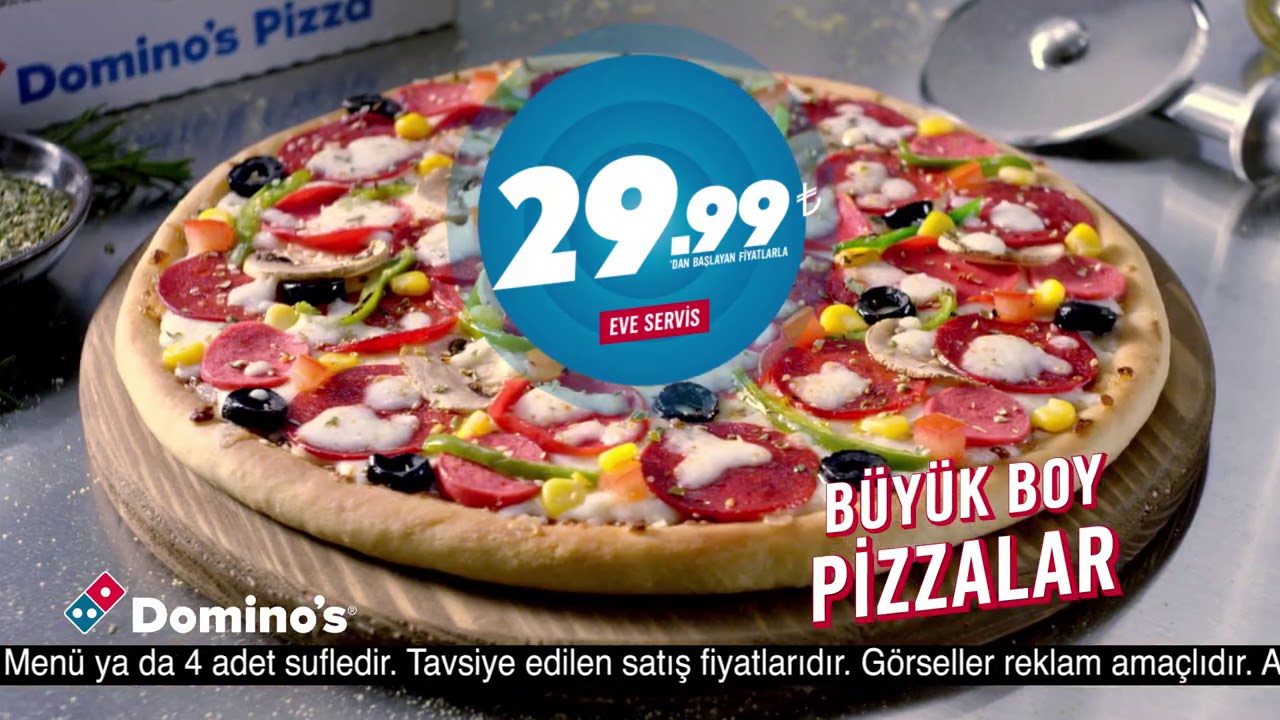 Domino's Pizza
29.99₺
'DAN BAŞLAYAN FİYATLARLA
EVE SERVİS
BÜYÜK BOY
PİZZALAR
Domino's®
Menü ya da 4 adet sufledir. Tavsiye edilen satış fiyatlarıdır. Görseller reklam amaçlıdır. A